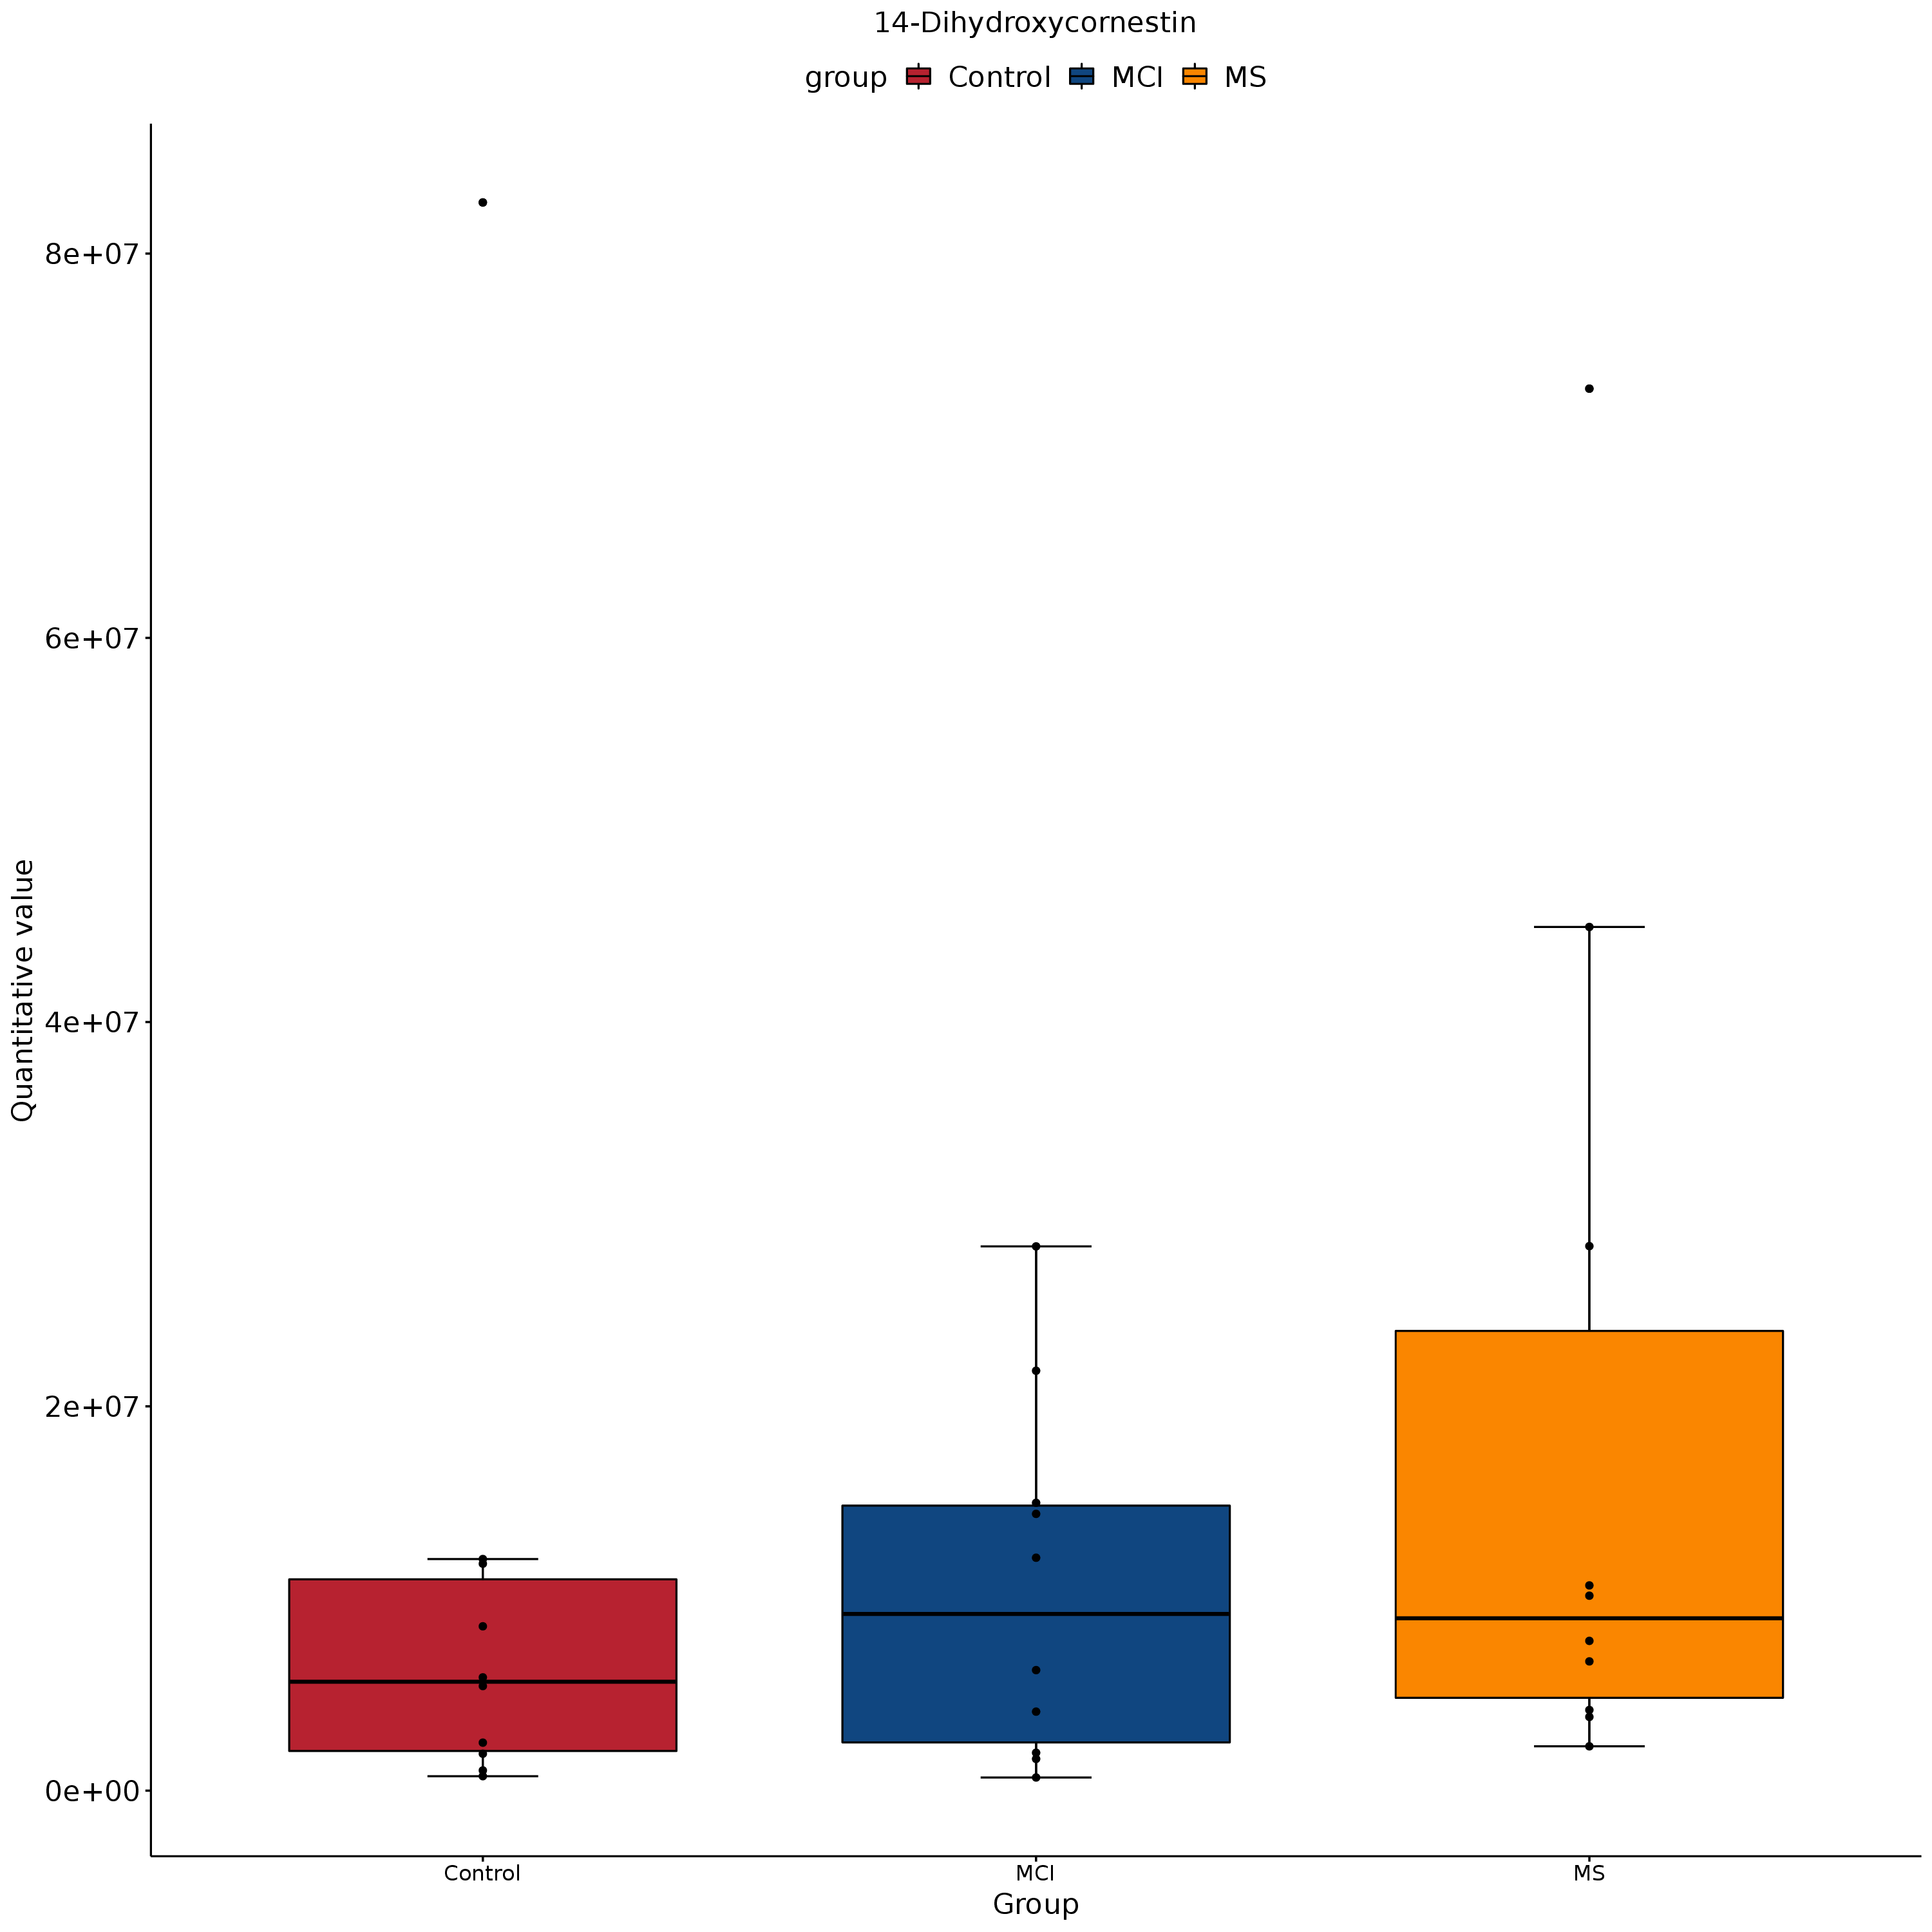 14-Dihydroxycornestin
group Control MCI MS
8e+07
6e+07
4e+07
2e+07
0e+00
Quantitative value
Control MCI MS
Group